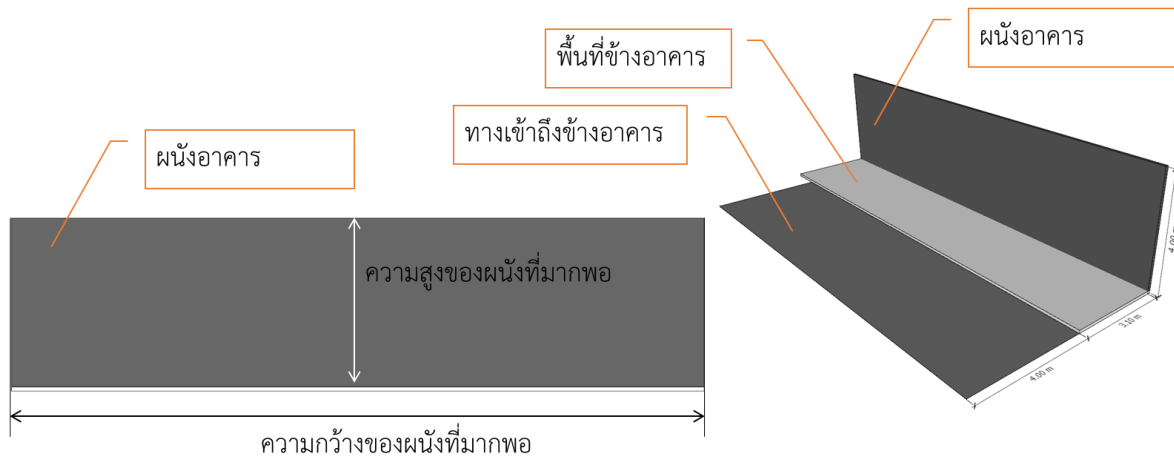 ผนังอาคาร
พื้นที่ข้างอาคาร
ทางเข้าถึงข้างอาคาร
ผนังอาคาร
ความสูงของผนังที่มากพอ
ความกว้างของผนังที่มากพอ
4.00 m
3.10 m
4.00 m